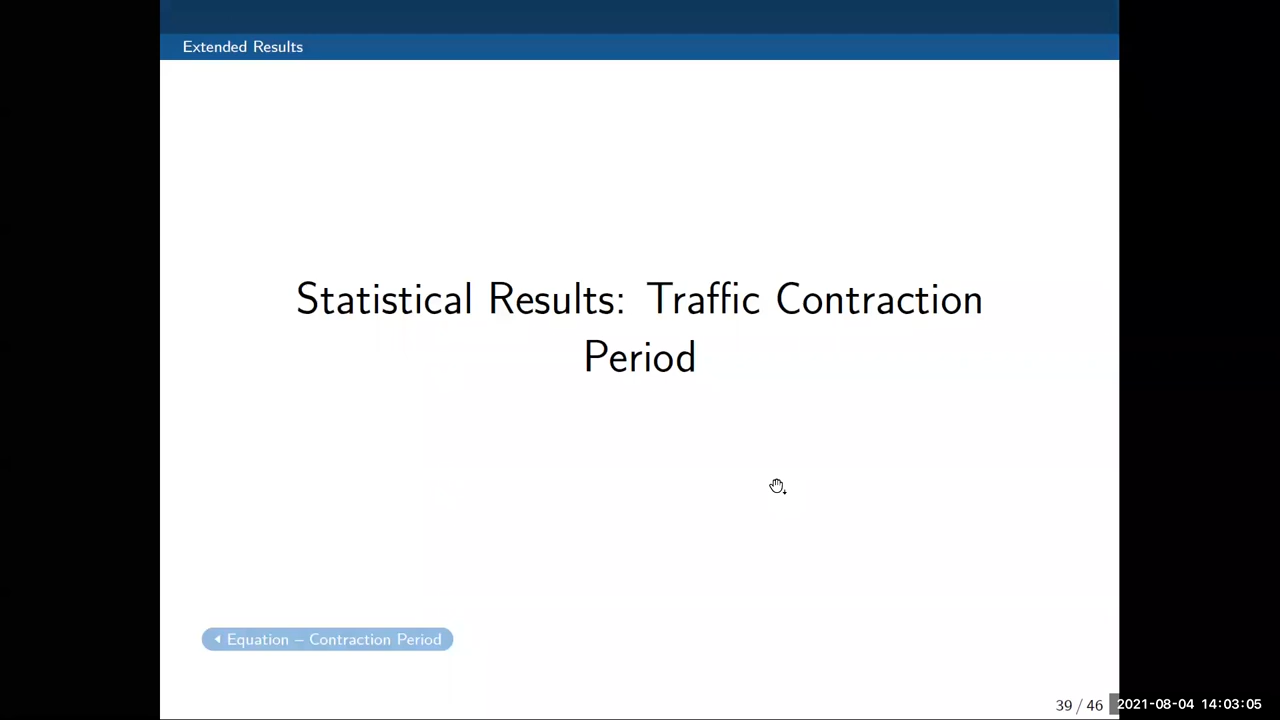 Extended Results
Statistical Results: Traffic Contraction
Period
Equation – Contraction Period
39 / 46
2021-08-04 14:03:05